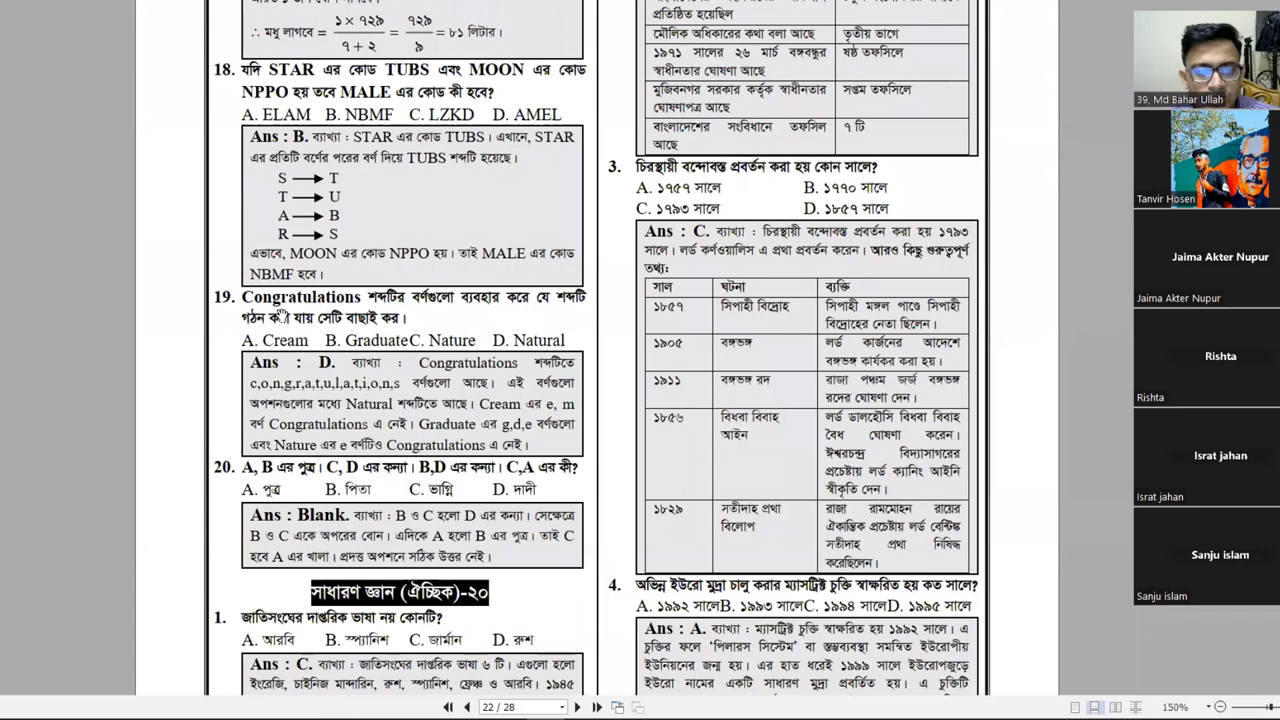 ∴ মধু লাগবে = ১ × ৭২৯ / ৭ + ২ = ৭২৯ / ৯ = ৮১ লিটার।
18. যদি STAR এর কোড TUBS এবং MOON এর কোড
NPPO হয় তবে MALE এর কোড কী হবে?
A. ELAM B. NBMF C. LZKD D. AMEL
Ans : B. ব্যাখ্যা : STAR এর কোড TUBS। এখানে, STAR
এর প্রতিটি বর্ণের পরের বর্ণ দিয়ে TUBS শব্দটি হয়েছে।
S → T
T → U
A → B
R → S
এভাবে, MOON এর কোড NPPO হয়। তাই MALE এর কোড
NBMF হবে।
19. Congratulations শব্দটির বর্ণগুলো ব্যবহার করে যে শব্দটি
গঠন করা যায় সেটি বাছাই কর।
A. Cream B. Graduate C. Nature D. Natural
Ans : D. ব্যাখ্যা : Congratulations শব্দটিতে
c,o,n,g,r,a,t,u,l,a,t,i,o,n,s বর্ণগুলো আছে। এই বর্ণগুলো
অপশনগুলোর মধ্যে Natural শব্দটিতে আছে। Cream এর e, m
বর্ণ Congratulations এ নেই। Graduate এর g,d,e বর্ণগুলো
এবং Nature এর e বর্ণটিও Congratulations এ নেই।
20. A, B এর পুত্র। C, D এর কন্যা। B,D এর কন্যা। C,A এর কী?
A. পুত্র B. পিতা C. ভাগ্নি D. দাদী
Ans : Blank. ব্যাখ্যা : B ও C হলো D এর কন্যা। সেক্ষেত্রে
B ও C একে অপরের বোন। এদিকে A হলো B এর পুত্র। তাই C
হবে A এর খালা। প্রদত্ত অপশনে সঠিক উত্তর নেই।
সাধারণ জ্ঞান (ঐচ্ছিক)-২০
1. জাতিসংঘের দাপ্তরিক ভাষা নয় কোনটি?
A. আরবি B. স্প্যানিশ C. জার্মান D. রুশ
Ans : C. ব্যাখ্যা : জাতিসংঘের দাপ্তরিক ভাষা ৬ টি। এগুলো হলো
ইংরেজি, চাইনিজ মান্দারিন, রুশ, স্প্যানিশ, ফ্রেঞ্চ ও আরবি। ১৯৪৫
প্রতিষ্ঠিত হয়েছিল
মৌলিক অধিকারের কথা বলা আছে তৃতীয় ভাগে
১৯৭১ সালের ২৬ মার্চ বঙ্গবন্ধুর ষষ্ঠ তফসিলে
স্বাধীনতার ঘোষণা আছে
মুজিবনগর সরকার কর্তৃক স্বাধীনতার সপ্তম তফসিলে
ঘোষণাপত্র আছে
বাংলাদেশের সংবিধানে তফসিল ৭ টি
আছে
3. চিরস্থায়ী বন্দোবস্ত প্রবর্তন করা হয় কোন সালে?
A. ১৭৫৭ সালে B. ১৭৭০ সালে
C. ১৭৯৩ সালে D. ১৮৫৭ সালে
Ans : C. ব্যাখ্যা : চিরস্থায়ী বন্দোবস্ত প্রবর্তন করা হয় ১৭৯৩
সালে। লর্ড কর্ণওয়ালিস এ প্রথা প্রবর্তন করেন। আরও কিছু গুরুত্বপূর্ণ
তথ্য:
সাল ঘটনা ব্যক্তি
১৮৫৭ সিপাহী বিদ্রোহ সিপাহী মঙ্গল পাণ্ডে সিপাহী
বিদ্রোহের নেতা ছিলেন।
১৯০৫ বঙ্গভঙ্গ লর্ড কার্জনের আদেশে
বঙ্গভঙ্গ কার্যকর করা হয়।
১৯১১ বঙ্গভঙ্গ রদ রাজা পঞ্চম জর্জ বঙ্গভঙ্গ
রদের ঘোষণা দেন।
১৮৫৬ বিধবা বিবাহ লর্ড ডালহৌসি বিধবা বিবাহ
আইন বৈধ ঘোষণা করেন।
ঈশ্বরচন্দ্র বিদ্যাসাগরের
প্রচেষ্টায় লর্ড ক্যানিং আইনি
স্বীকৃতি দেন।
১৮২৯ সতীদাহ প্রথা রাজা রামমোহন রায়ের
বিলোপ ঐকান্তিক প্রচেষ্টায় লর্ড বেন্টিঙ্ক
সতীদাহ প্রথা নিষিদ্ধ
করেছিলেন।
4. অভিন্ন ইউরো মুদ্রা চালু করার ম্যাসট্রিক্ট চুক্তি স্বাক্ষরিত হয় কত সালে?
A. ১৯৯২ সালে B. ১৯৯৩ সালে C. ১৯৯৪ সালে D. ১৯৯৫ সালে
Ans : A. ব্যাখ্যা : ম্যাসট্রিক্ট চুক্তি স্বাক্ষরিত হয় ১৯৯২ সালে। এ
চুক্তির ফলে 'পিলারস সিস্টেম' বা স্তম্ভব্যবস্থা সমন্বিত ইউরোপীয়
ইউনিয়নের জন্ম হয়। এর হাত ধরেই ১৯৯৯ সালে ইউরোপজুড়ে
ইউরো নামের একটি সাধারণ মুদ্রা প্রবর্তিত হয়। এ চুক্তিটি
39, Md Bahar Ullah
Tanvir Hosen
Jaima Akter Nupur
Jaima Akter Nupur
Rishta
Rishta
Israt jahan
Israt jahan
Sanju islam
Sanju islam
22 / 28
150%